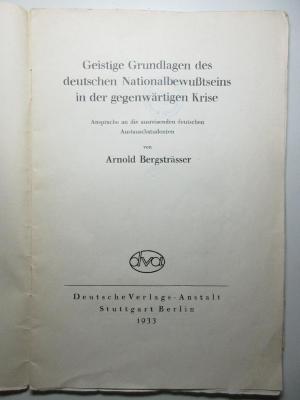 Geistige Grundlagen des
deutschen Nationalbewußtseins
in der gegenwärtigen Krise
Ansprache an die ausreisenden deutschen
Austauschstudenten
von
Arnold Bergsträsser
dva
Deutsche Verlags-Anstalt
Stuttgart Berlin
1933